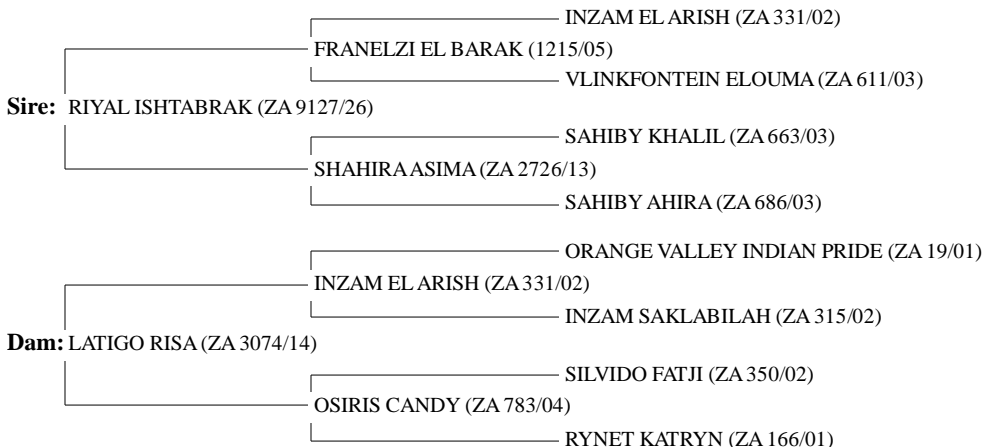 INZAM EL ARISH (ZA 331/02)
FRANELZI EL BARAK (1215/05)
VLINKFONTEIN ELOUMA (ZA 611/03)
Sire: RIYAL ISHTABRAK (ZA 9127/26)
SAHIBY KHALIL (ZA 663/03)
SHAHIRA ASIMA (ZA 2726/13)
SAHIBY AHIRA (ZA 686/03)
ORANGE VALLEY INDIAN PRIDE (ZA 19/01)
INZAM EL ARISH (ZA 331/02)
INZAM SAKLABILAH (ZA 315/02)
Dam: LATIGO RISA (ZA 3074/14)
SILVIDO FATJI (ZA 350/02)
OSIRIS CANDY (ZA 783/04)
RYNET KATRYN (ZA 166/01)